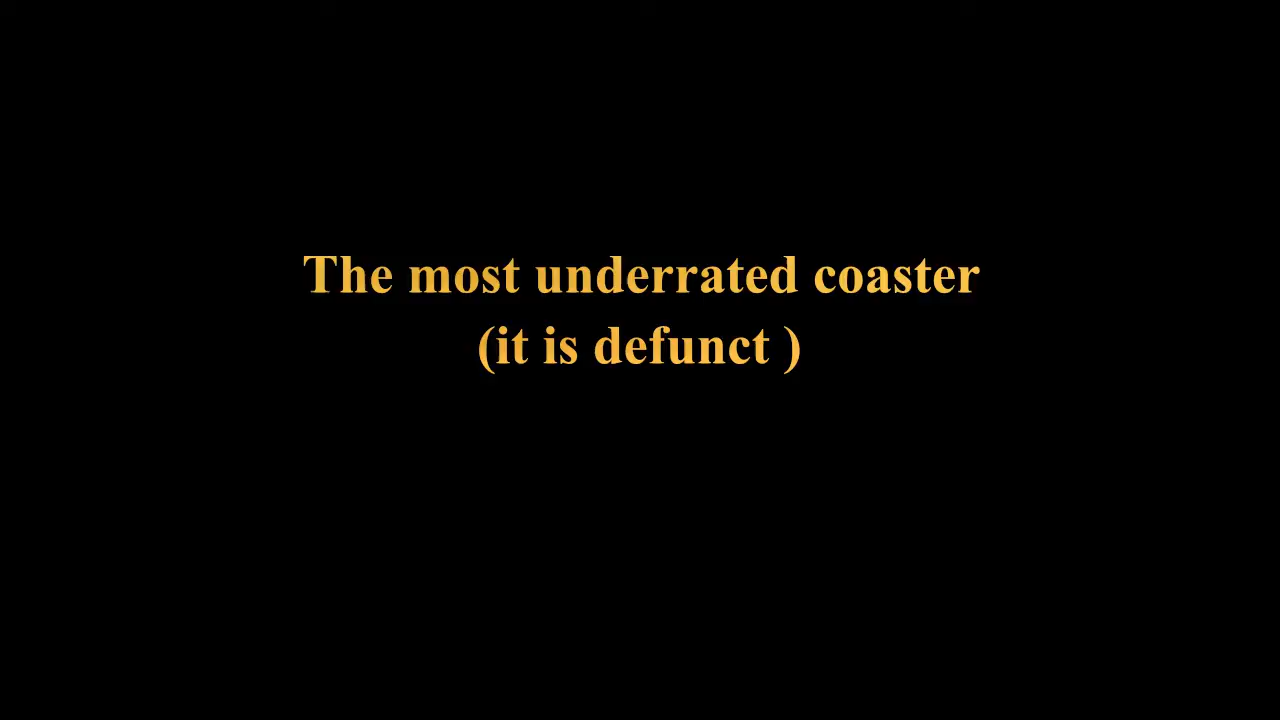 The most underrated coaster
(it is defunct )